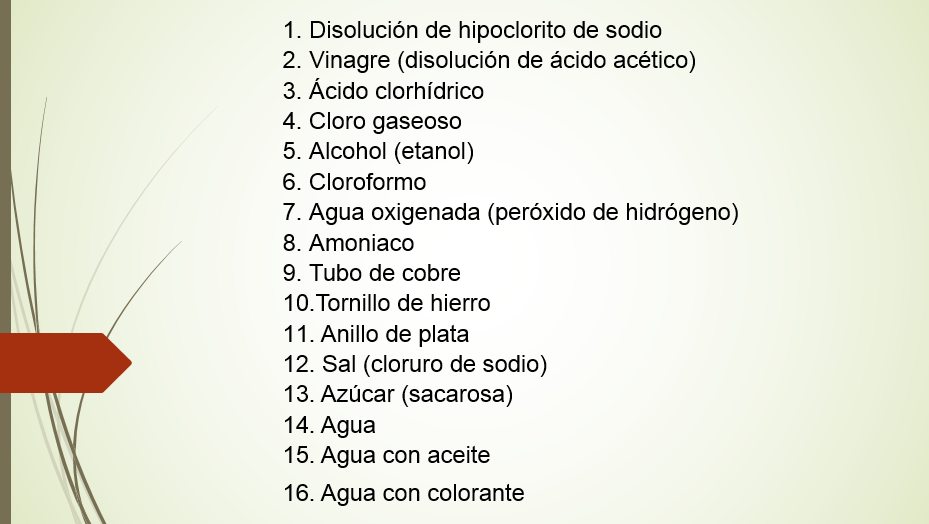 1. Disolución de hipoclorito de sodio
2. Vinagre (disolución de ácido acético)
3. Ácido clorhídrico
4. Cloro gaseoso
5. Alcohol (etanol)
6. Cloroformo
7. Agua oxigenada (peróxido de hidrógeno)
8. Amoniaco
9. Tubo de cobre
10.Tornillo de hierro
11. Anillo de plata
12. Sal (cloruro de sodio)
13. Azúcar (sacarosa)
14. Agua
15. Agua con aceite
16. Agua con colorante